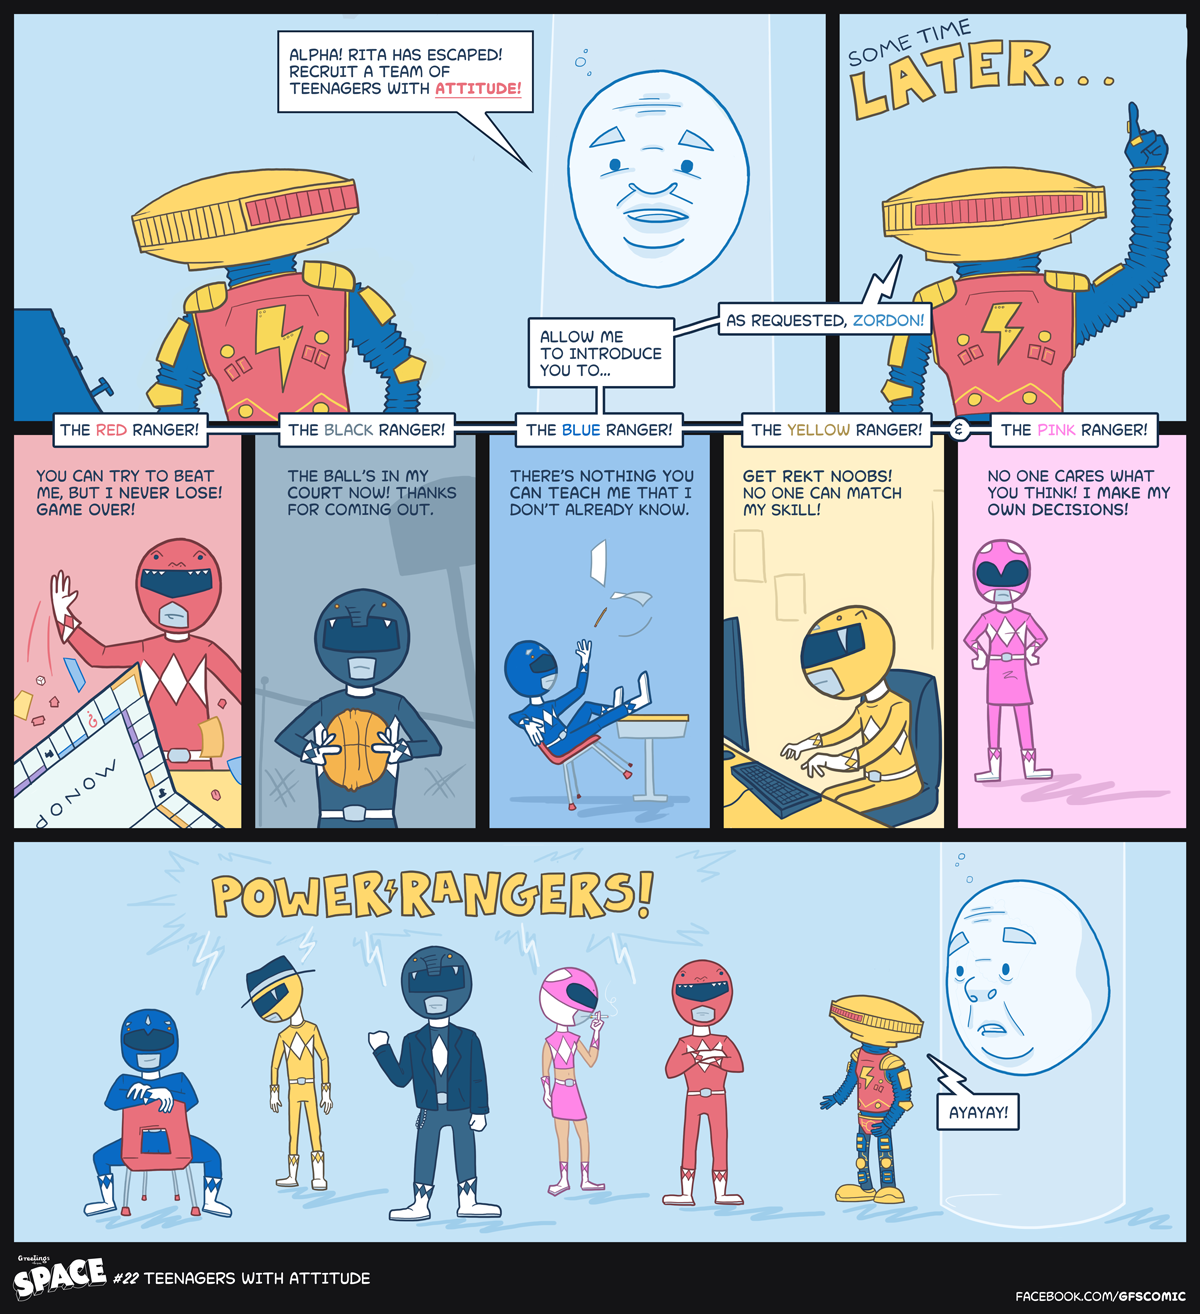 ALPHA! RITA HAS ESCAPED!
RECRUIT A TEAM OF
TEENAGERS WITH ATTITUDE!
SOME TIME
LATER...
AS REQUESTED, ZORDON!
ALLOW ME
TO INTRODUCE
YOU TO...
THE RED RANGER!
THE BLACK RANGER!
THE BLUE RANGER!
THE YELLOW RANGER!
&
THE PINK RANGER!
YOU CAN TRY TO BEAT
ME, BUT I NEVER LOSE!
GAME OVER!
MONOP
?
THE BALL'S IN MY
COURT NOW! THANKS
FOR COMING OUT.
THERE'S NOTHING YOU
CAN TEACH ME THAT I
DON'T ALREADY KNOW.
GET REKT NOOBS!
NO ONE CAN MATCH
MY SKILL!
NO ONE CARES WHAT
YOU THINK! I MAKE MY
OWN DECISIONS!
POWER RANGERS!
AYAYAY!
Greetings
SPACE #22 TEENAGERS WITH ATTITUDE
FACEBOOK.COM/GFSCOMIC